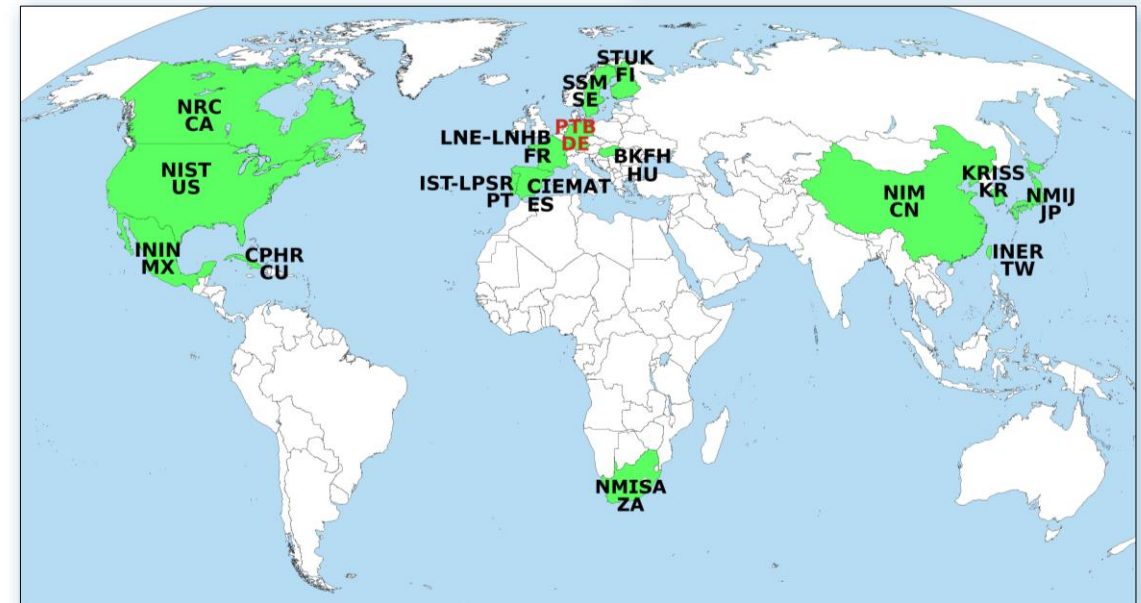 STUK
FI
SSM
SE
NRC
CA
PTB
DE
LNE-LNHB
FR
BKFH
HU
NIST
US
IST-LPSR
PT
CIEMAT
ES
KRISS
KR
NIM
CN
NMIJ
JP
ININ
MX
CPHR
CU
INER
TW
NMISA
ZA